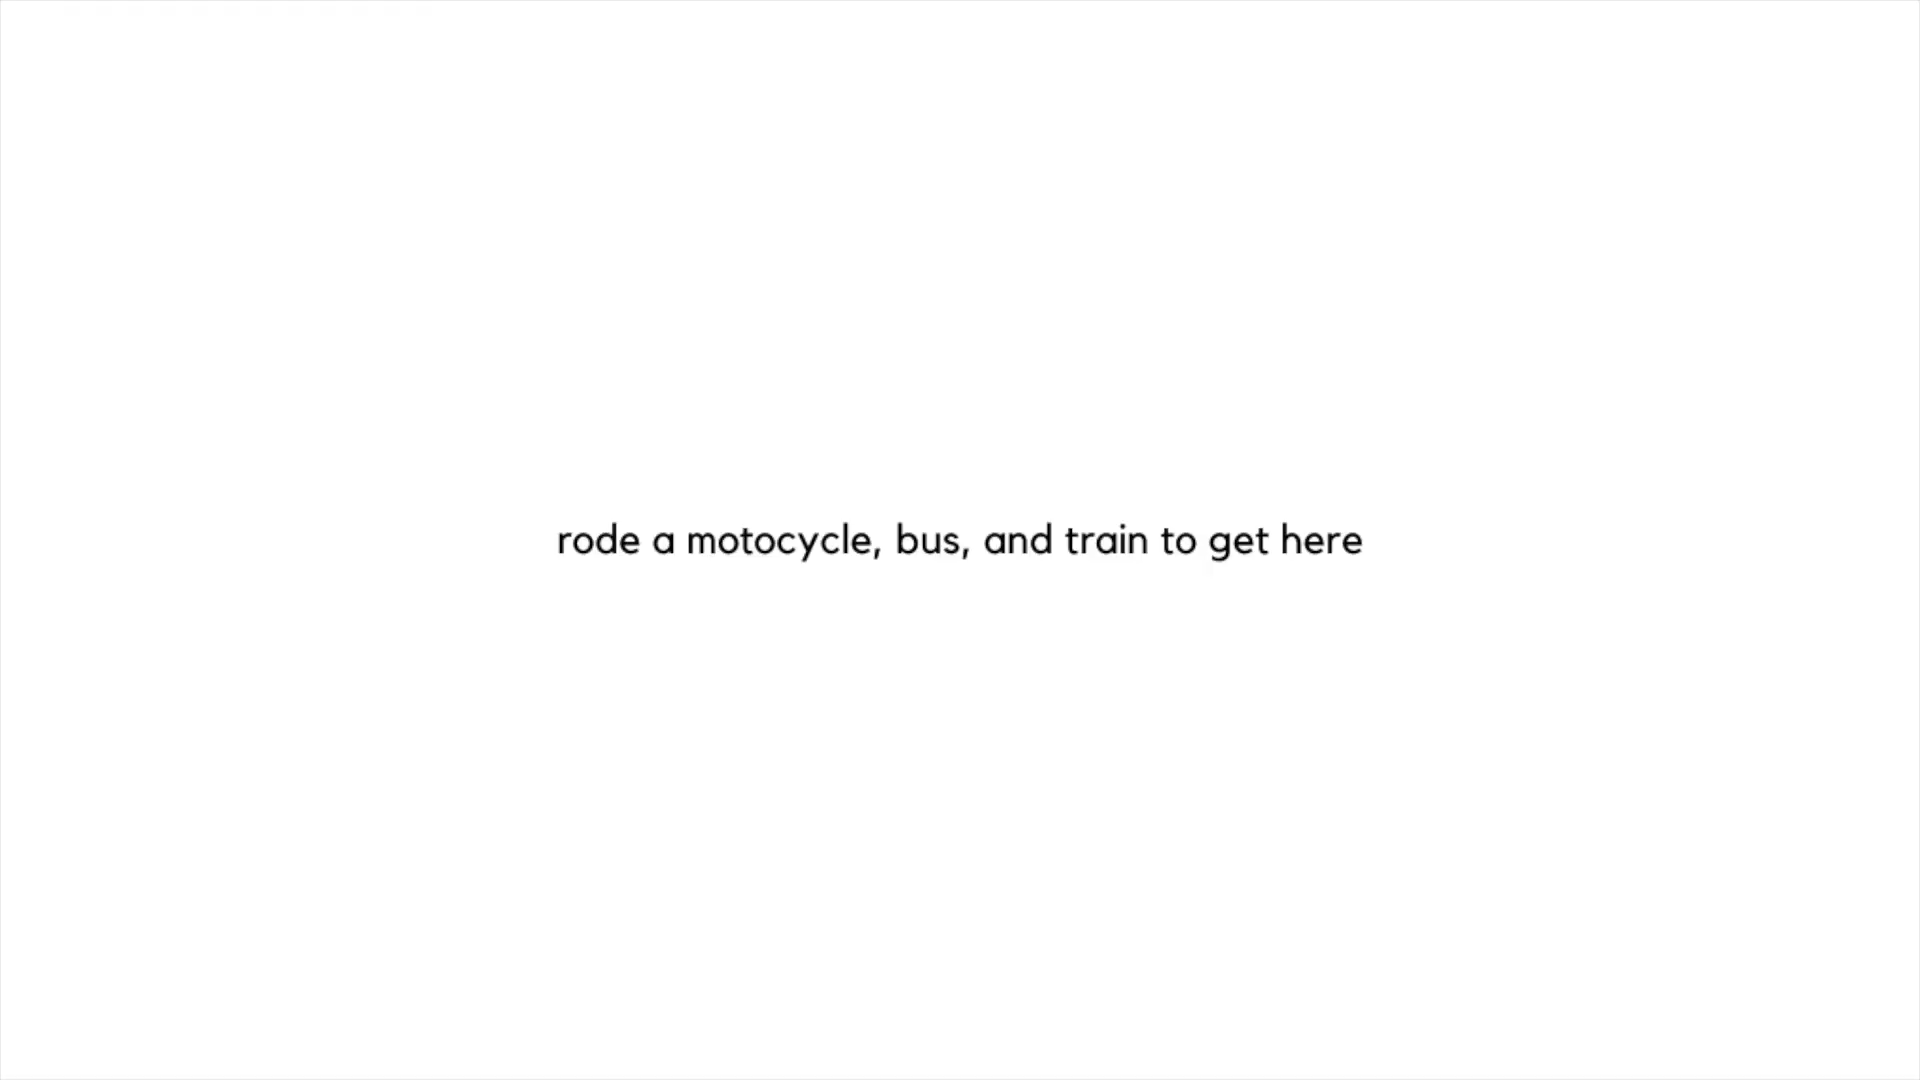 rode a motocycle, bus, and train to get here